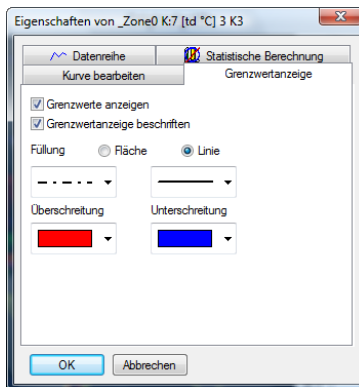 Eigenschaften von _Zone0 K:7 [td °C] 3 K3
Datenreihe
Statistische Berechnung
Kurve bearbeiten
Grenzwertanzeige
Grenzwerte anzeigen
Grenzwertanzeige beschriften
Füllung
Fläche
Linie
Überschreitung
Unterschreitung
OK
Abbrechen